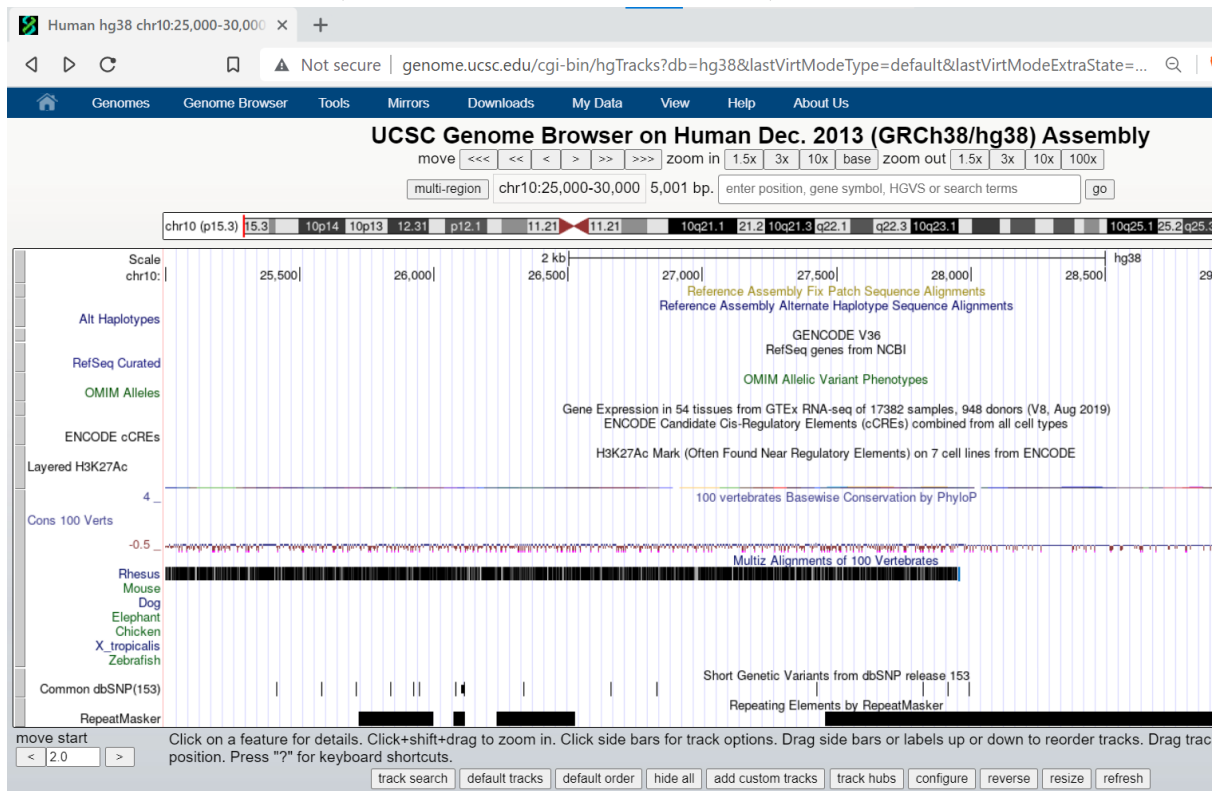 Human hg38 chr10:25,000-30,000
Not secure | genome.ucsc.edu/cgi-bin/hgTracks?db=hg38&lastVirtModeType=default&lastVirtModeExtraState=...
Genomes Genome Browser Tools Mirrors Downloads My Data View Help About Us
UCSC Genome Browser on Human Dec. 2013 (GRCh38/hg38) Assembly
move <<< << < > >> >>> zoom in 1.5x 3x 10x base zoom out 1.5x 3x 10x 100x
multi-region chr10:25,000-30,000 5,001 bp. enter position, gene symbol, HGVS or search terms go
chr10 (p15.3) 15.3 10p14 10p13 12.31 p12.1 11.21 11.21 10q21.1 21.2 10q21.3 q22.1 q22.3 10q23.1 10q25.1 25.2 q25.3
Scale 2 kb hg38
chr10: 25,500 26,000 26,500 27,000 27,500 28,000 28,500 29
Reference Assembly Fix Patch Sequence Alignments
Reference Assembly Alternate Haplotype Sequence Alignments
Alt Haplotypes
GENCODE V36
RefSeq genes from NCBI
RefSeq Curated
OMIM Allelic Variant Phenotypes
OMIM Alleles
Gene Expression in 54 tissues from GTEx RNA-seq of 17382 samples, 948 donors (V8, Aug 2019)
ENCODE Candidate Cis-Regulatory Elements (cCREs) combined from all cell types
ENCODE cCREs
H3K27Ac Mark (Often Found Near Regulatory Elements) on 7 cell lines from ENCODE
Layered H3K27Ac
4 _
100 vertebrates Basewise Conservation by PhyloP
Cons 100 Verts
-0.5 _
Multiz Alignments of 100 Vertebrates
Rhesus
Mouse
Dog
Elephant
Chicken
X_tropicalis
Zebrafish
Short Genetic Variants from dbSNP release 153
Common dbSNP(153)
Repeating Elements by RepeatMasker
RepeatMasker
move start
< 2.0 >
Click on a feature for details. Click+shift+drag to zoom in. Click side bars for track options. Drag side bars or labels up or down to reorder tracks. Drag trac
position. Press "?" for keyboard shortcuts.
track search default tracks default order hide all add custom tracks track hubs configure reverse resize refresh